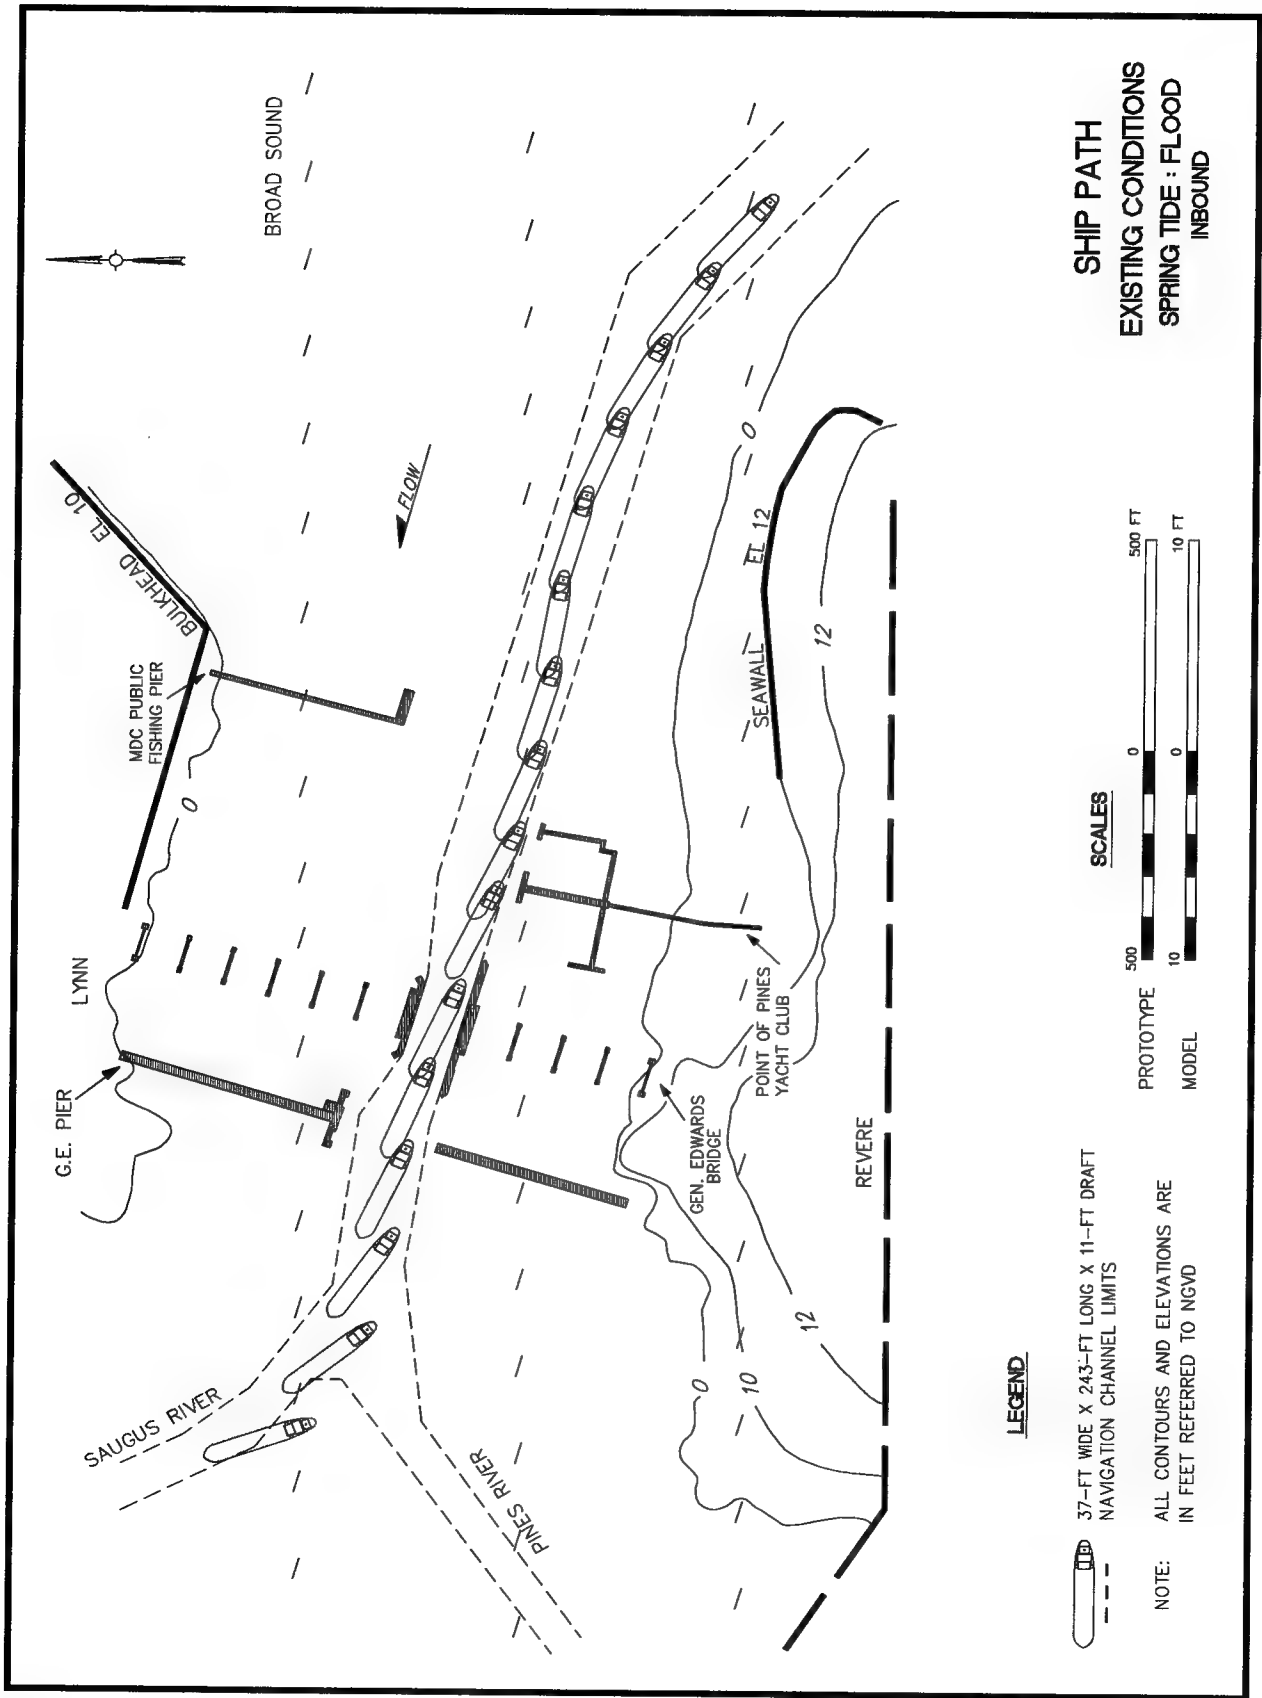 BROAD SOUND
FLOW
BULKHEAD EL 10
MDC PUBLIC
FISHING PIER
0
LYNN
G.E. PIER
SAUGUS RIVER
PINES RIVER
0
SEAWALL EL 12
12
POINT OF PINES
YACHT CLUB
GEN. EDWARDS
BRIDGE
12
0
10
REVERE
SHIP PATH
EXISTING CONDITIONS
SPRING TIDE : FLOOD
INBOUND
SCALES
PROTOTYPE 500 0 500 FT
MODEL 10 0 10 FT
LEGEND
37-FT WIDE X 243-FT LONG X 11-FT DRAFT
NAVIGATION CHANNEL LIMITS
NOTE: ALL CONTOURS AND ELEVATIONS ARE
IN FEET REFERRED TO NGVD